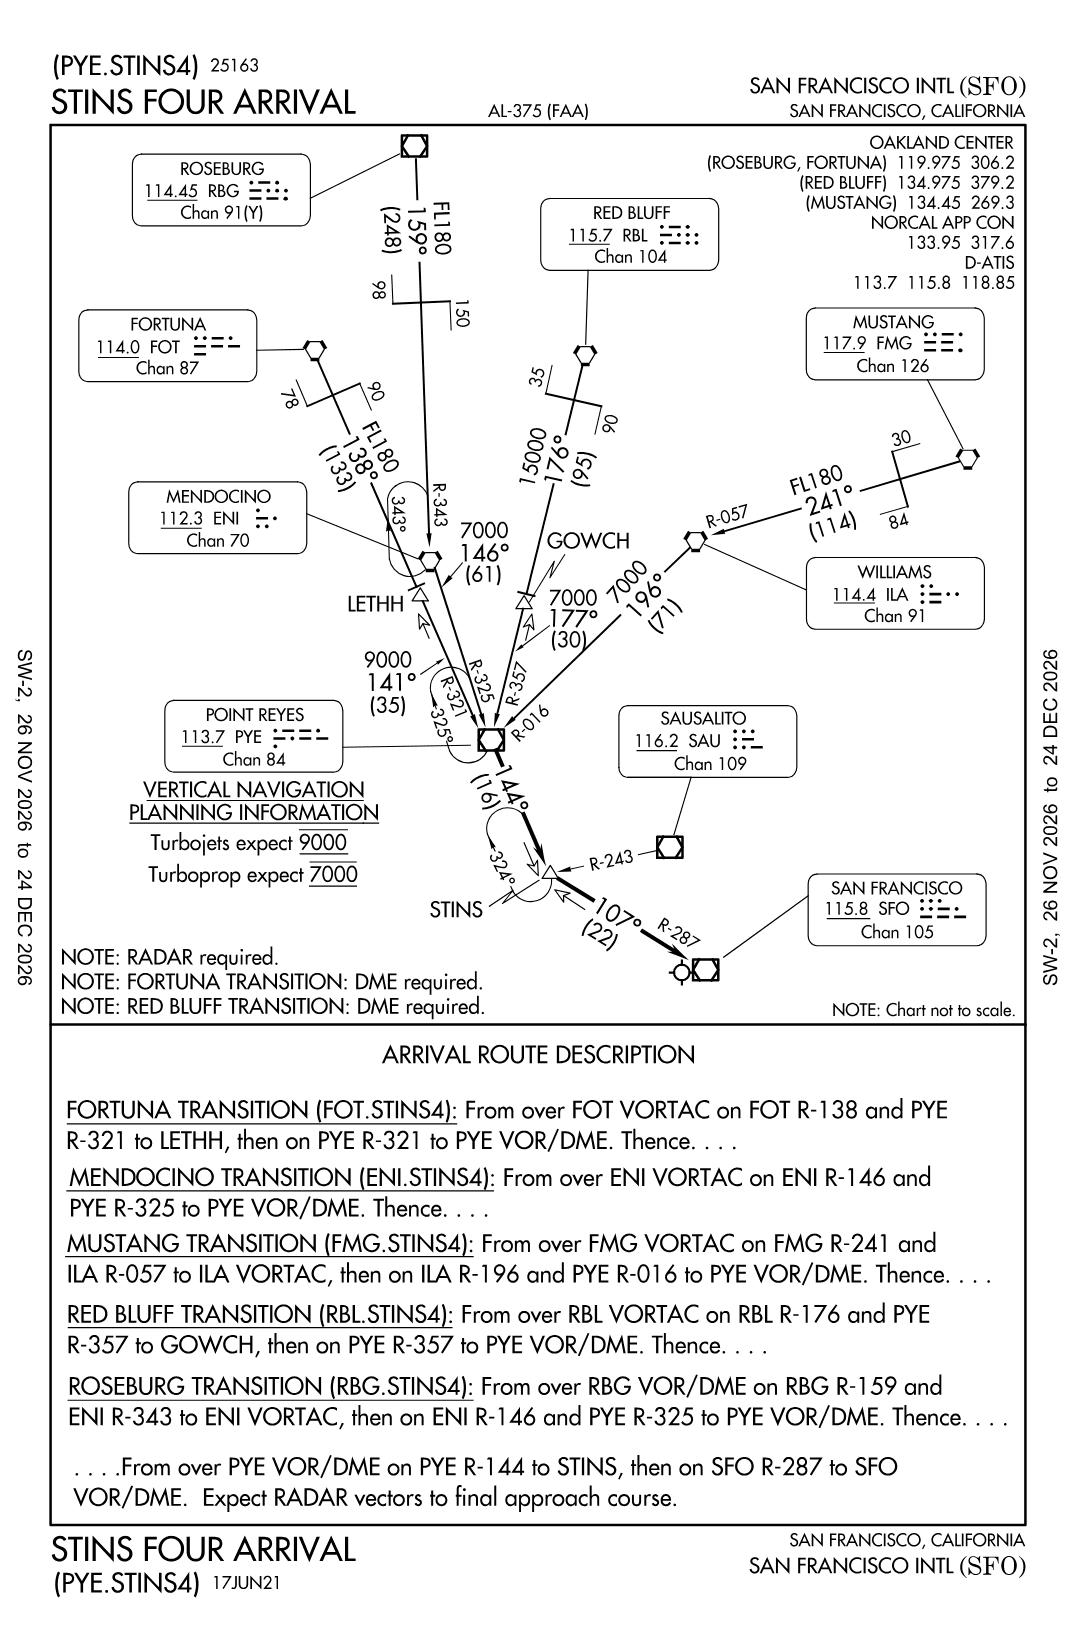 (PYE.STINS4) 25163
STINS FOUR ARRIVAL
AL-375 (FAA)
SAN FRANCISCO INTL (SFO)
SAN FRANCISCO, CALIFORNIA
OAKLAND CENTER
(ROSEBURG, FORTUNA) 119.975 306.2
(RED BLUFF) 134.975 379.2
(MUSTANG) 134.45 269.3
NORCAL APP CON
133.95 317.6
D-ATIS
113.7 115.8 118.85
ROSEBURG
114.45 RBG
Chan 91(Y)
FL180
159°
(248)
98
150
RED BLUFF
115.7 RBL
Chan 104
FORTUNA
114.0 FOT
Chan 87
78
90
FL180
138°
(133)
35
90
15000
176°
(95)
MUSTANG
117.9 FMG
Chan 126
30
84
FL180
241°
(114)
R-057
MENDOCINO
112.3 ENI
Chan 70
343°
R-343
7000
146°
(61)
GOWCH
LETHH
7000
177°
(30)
7000
196°
(71)
WILLIAMS
114.4 ILA
Chan 91
9000
141°
(35)
R-321
R-325
R-357
R-016
325°
POINT REYES
113.7 PYE
Chan 84
SAUSALITO
116.2 SAU
Chan 109
VERTICAL NAVIGATION
PLANNING INFORMATION
Turbojets expect 9000
Turboprop expect 7000
144°
(16)
324°
R-243
STINS
107°
(22)
R-287
SAN FRANCISCO
115.8 SFO
Chan 105
NOTE: RADAR required.
NOTE: FORTUNA TRANSITION: DME required.
NOTE: RED BLUFF TRANSITION: DME required.
NOTE: Chart not to scale.
SW-2, 26 NOV 2026 to 24 DEC 2026
SW-2, 26 NOV 2026 to 24 DEC 2026
ARRIVAL ROUTE DESCRIPTION
FORTUNA TRANSITION (FOT.STINS4): From over FOT VORTAC on FOT R-138 and PYE
R-321 to LETHH, then on PYE R-321 to PYE VOR/DME. Thence. . . .
MENDOCINO TRANSITION (ENI.STINS4): From over ENI VORTAC on ENI R-146 and
PYE R-325 to PYE VOR/DME. Thence. . . .
MUSTANG TRANSITION (FMG.STINS4): From over FMG VORTAC on FMG R-241 and
ILA R-057 to ILA VORTAC, then on ILA R-196 and PYE R-016 to PYE VOR/DME. Thence. . . .
RED BLUFF TRANSITION (RBL.STINS4): From over RBL VORTAC on RBL R-176 and PYE
R-357 to GOWCH, then on PYE R-357 to PYE VOR/DME. Thence. . . .
ROSEBURG TRANSITION (RBG.STINS4): From over RBG VOR/DME on RBG R-159 and
ENI R-343 to ENI VORTAC, then on ENI R-146 and PYE R-325 to PYE VOR/DME. Thence. . . .
. . . .From over PYE VOR/DME on PYE R-144 to STINS, then on SFO R-287 to SFO
VOR/DME. Expect RADAR vectors to final approach course.
STINS FOUR ARRIVAL
(PYE.STINS4) 17JUN21
SAN FRANCISCO, CALIFORNIA
SAN FRANCISCO INTL (SFO)